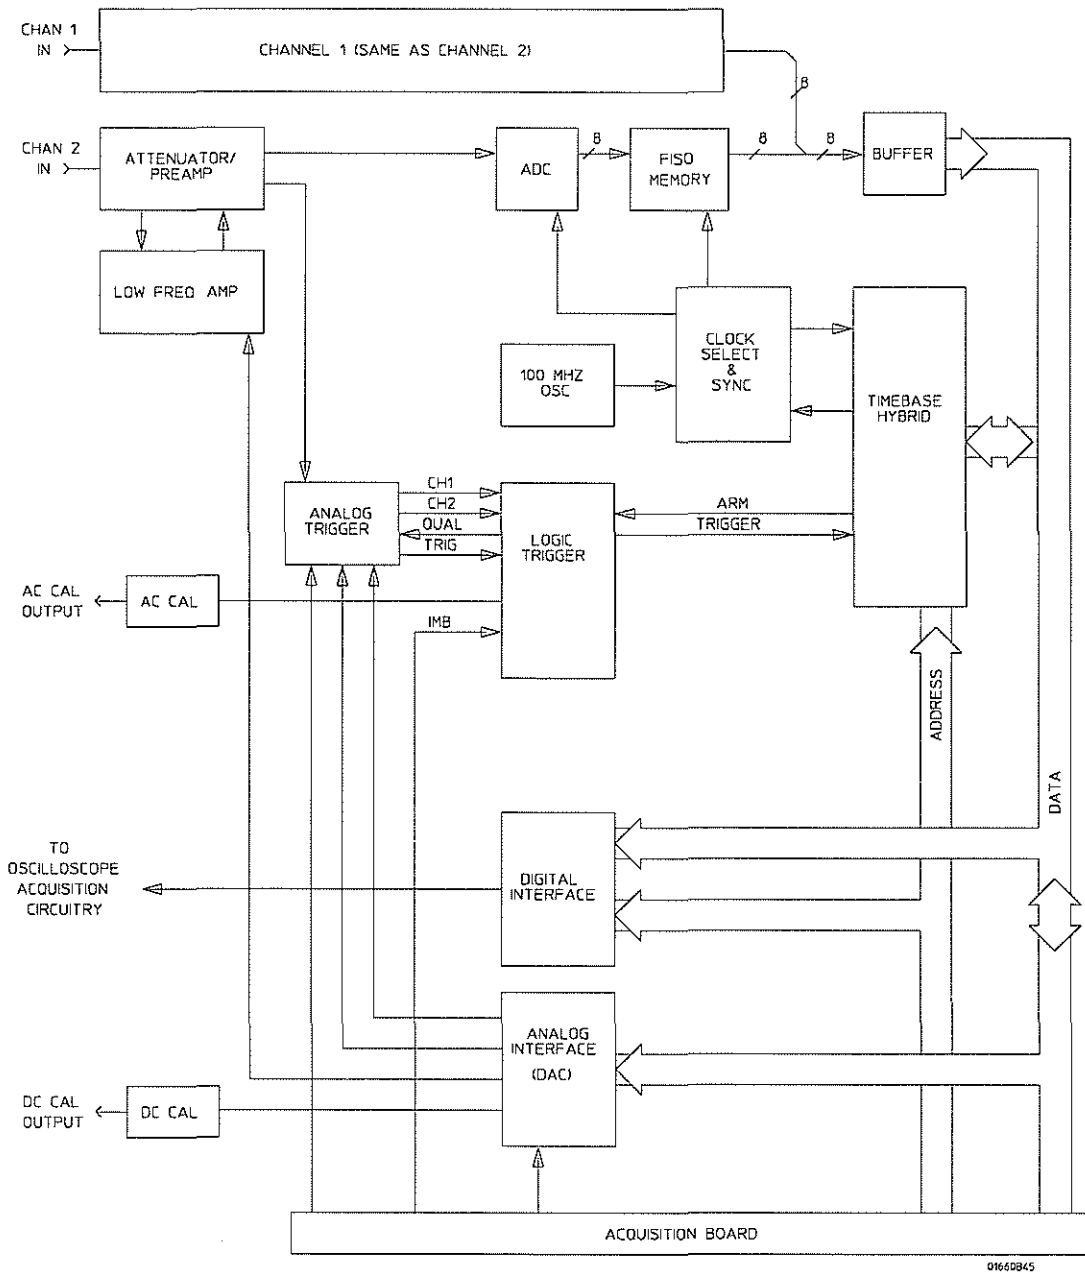 CHAN 1
IN
CHANNEL 1 (SAME AS CHANNEL 2)
8
8
CHAN 2
IN
ATTENUATOR/
PREAMP
ADC
8
FISO
MEMORY
8
8
BUFFER
LOW FREQ AMP
CLOCK
SELECT
&
SYNC
100 MHZ
OSC
TIMEBASE
HYBRID
ANALOG
TRIGGER
CH1
CH2
QUAL
TRIG
LOGIC
TRIGGER
ARM
TRIGGER
AC CAL
OUTPUT
AC CAL
IMB
ADDRESS
DATA
TO
OSCILLOSCOPE
ACQUISITION
CIRCUITRY
DIGITAL
INTERFACE
ANALOG
INTERFACE
(DAC)
DC CAL
OUTPUT
DC CAL
ACQUISITION BOARD
01660B45